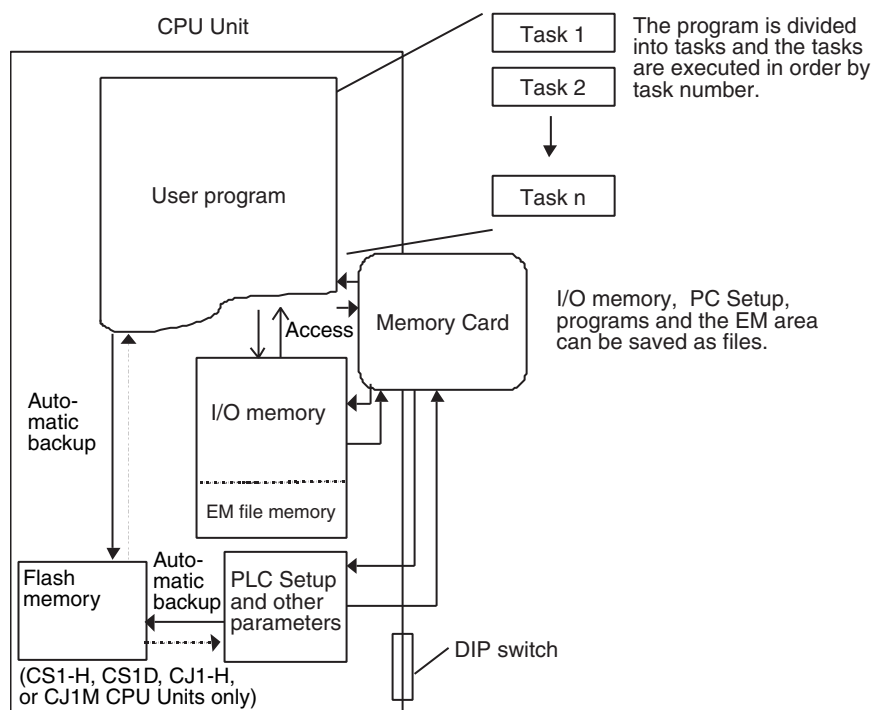 CPU Unit
Task 1
Task 2
Task n
The program is divided
into tasks and the tasks
are executed in order by
task number.
User program
Memory Card
I/O memory, PC Setup,
programs and the EM area
can be saved as files.
Access
I/O memory
EM file memory
Auto-
matic
backup
Flash
memory
Auto-
matic
backup
PLC Setup
and other
parameters
DIP switch
(CS1-H, CS1D, CJ1-H,
or CJ1M CPU Units only)